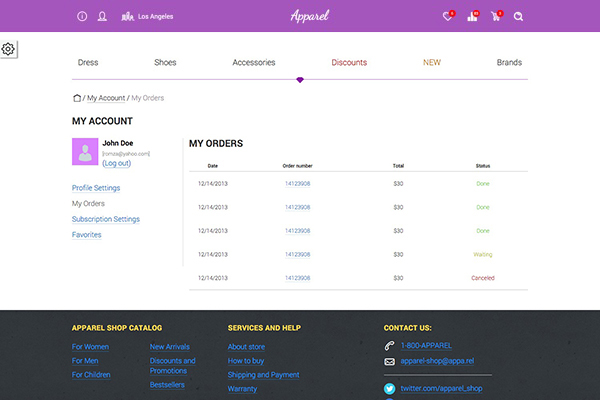 Los Angeles
Apparel
Dress Shoes Accessories Discounts NEW Brands
/ My Account / My Orders
MY ACCOUNT
John Doe
(Log out)
Profile Settings
My Orders
Subscription Settings
Favorites
MY ORDERS
Date Order number Total Status
12/14/2013 14123908 $30 Done
12/14/2013 14123908 $30 Done
12/14/2013 14123908 $30 Done
12/14/2013 14123908 $30 Waiting
12/14/2013 14123908 $30 Canceled
APPAREL SHOP CATALOG
For Women
For Men
For Children
New Arrivals
Discounts and
Promotions
Bestsellers
SERVICES AND HELP
About store
How to buy
Shipping and Payment
Warranty
CONTACT US:
1-800-APPAREL
apparel-shop@appa.rel
twitter.com/apparel_shop